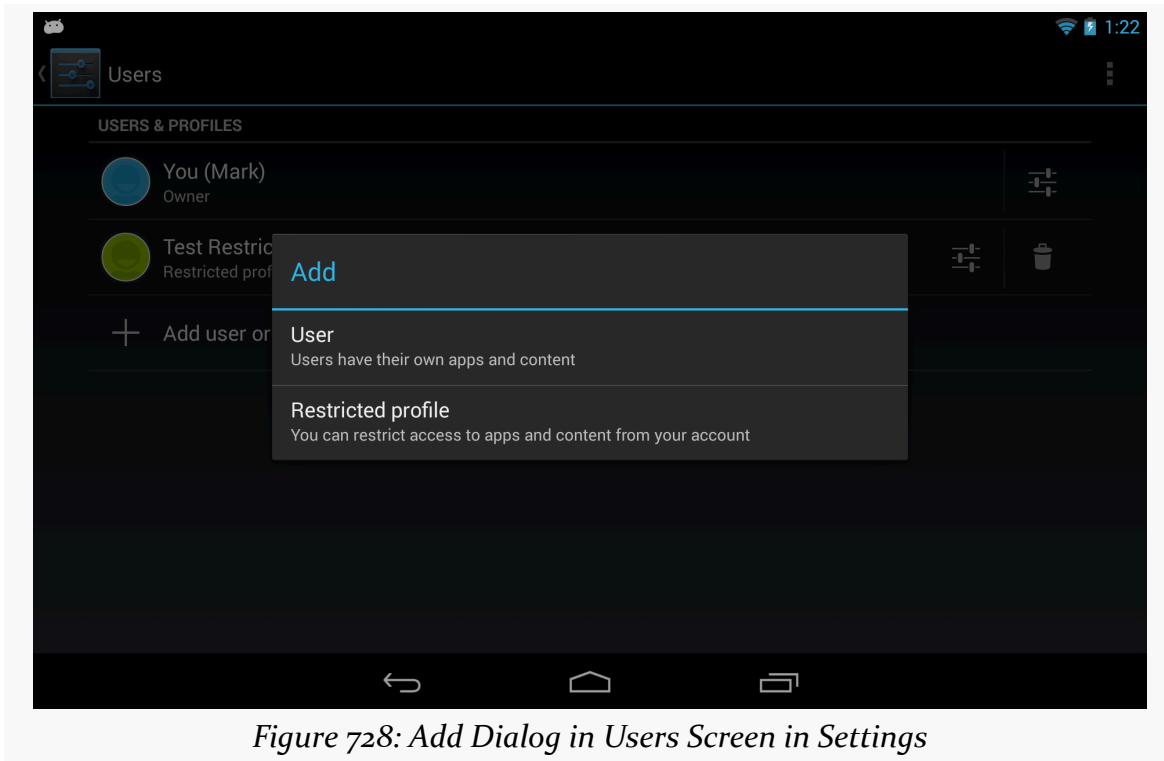 1:22
Users
USERS & PROFILES
You (Mark)
Owner
Test Restric
Restricted prof
Add user or
Add
User
Users have their own apps and content
Restricted profile
You can restrict access to apps and content from your account
Figure 728: Add Dialog in Users Screen in Settings